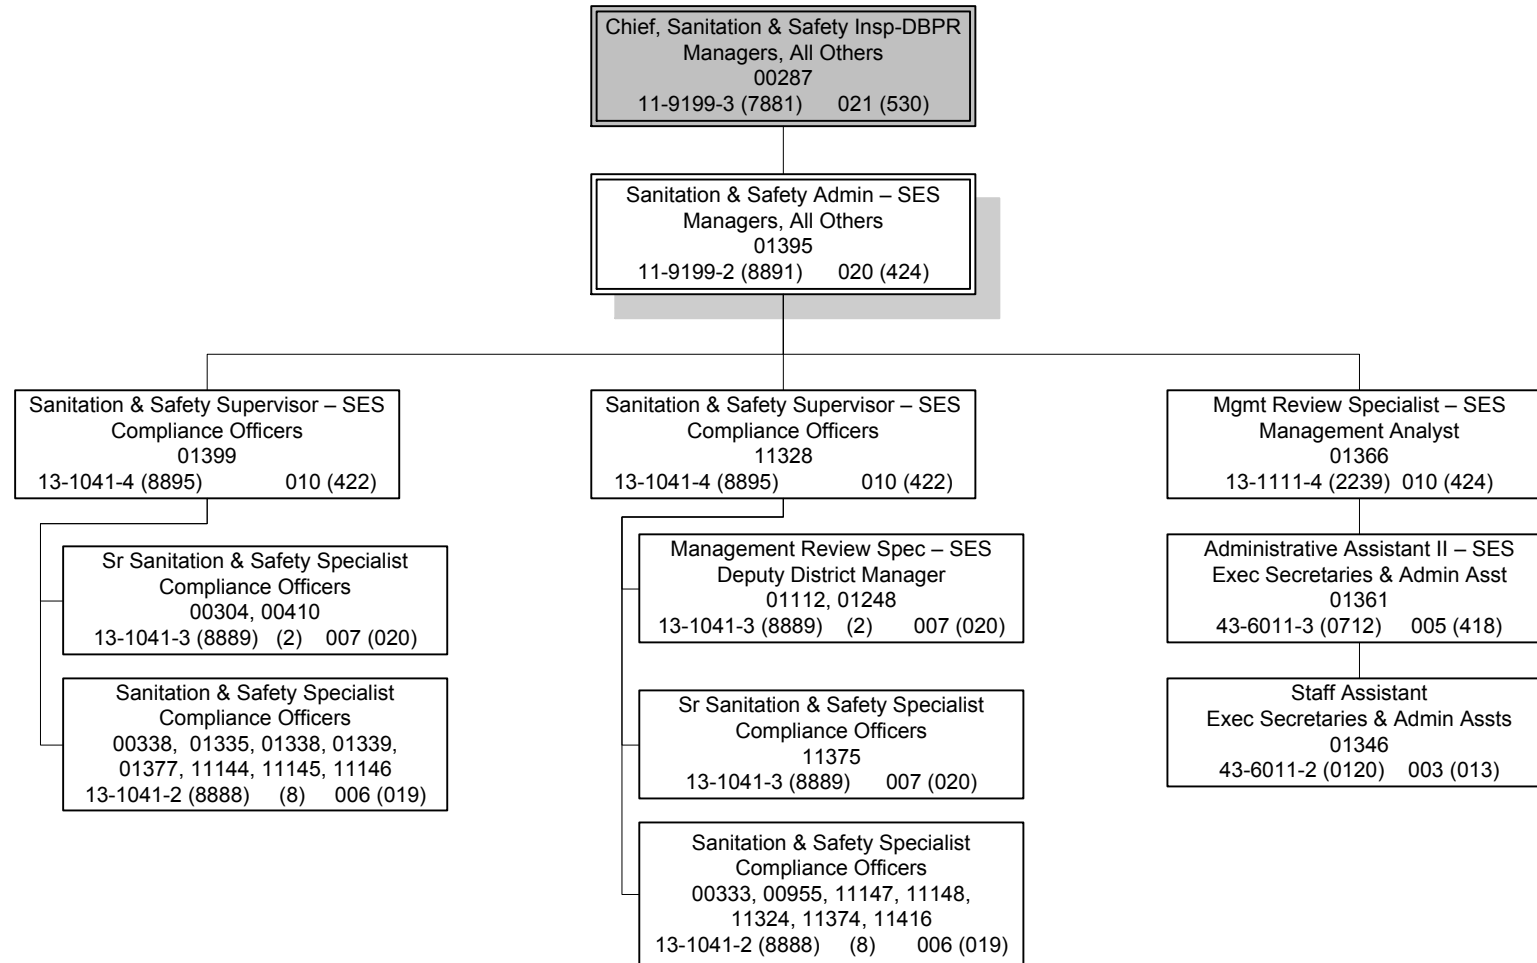 Chief, Sanitation & Safety Insp-DBPR
Managers, All Others
00287
11-9199-3 (7881) 021 (530)
Sanitation & Safety Admin – SES
Managers, All Others
01395
11-9199-2 (8891) 020 (424)
Sanitation & Safety Supervisor – SES
Compliance Officers
01399
13-1041-4 (8895) 010 (422)
Sr Sanitation & Safety Specialist
Compliance Officers
00304, 00410
13-1041-3 (8889) (2) 007 (020)
Sanitation & Safety Specialist
Compliance Officers
00338, 01335, 01338, 01339,
01377, 11144, 11145, 11146
13-1041-2 (8888) (8) 006 (019)
Sanitation & Safety Supervisor – SES
Compliance Officers
11328
13-1041-4 (8895) 010 (422)
Management Review Spec – SES
Deputy District Manager
01112, 01248
13-1041-3 (8889) (2) 007 (020)
Sr Sanitation & Safety Specialist
Compliance Officers
11375
13-1041-3 (8889) 007 (020)
Sanitation & Safety Specialist
Compliance Officers
00333, 00955, 11147, 11148,
11324, 11374, 11416
13-1041-2 (8888) (8) 006 (019)
Mgmt Review Specialist – SES
Management Analyst
01366
13-1111-4 (2239) 010 (424)
Administrative Assistant II – SES
Exec Secretaries & Admin Asst
01361
43-6011-3 (0712) 005 (418)
Staff Assistant
Exec Secretaries & Admin Assts
01346
43-6011-2 (0120) 003 (013)